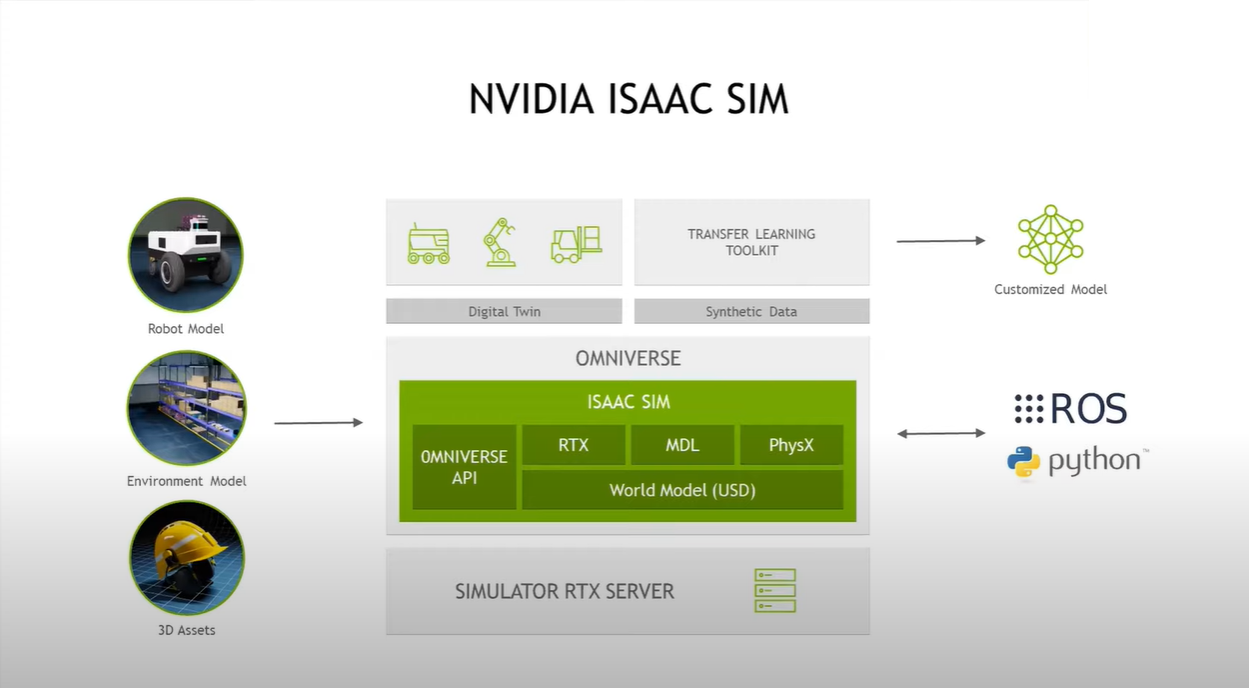 NVIDIA ISAAC SIM
Robot Model
Environment Model
3D Assets
TRANSFER LEARNING
TOOLKIT
Digital Twin
Synthetic Data
OMNIVERSE
ISAAC SIM
OMNIVERSE
API
RTX
MDL
PhysX
World Model (USD)
SIMULATOR RTX SERVER
Customized Model
ROS
python™